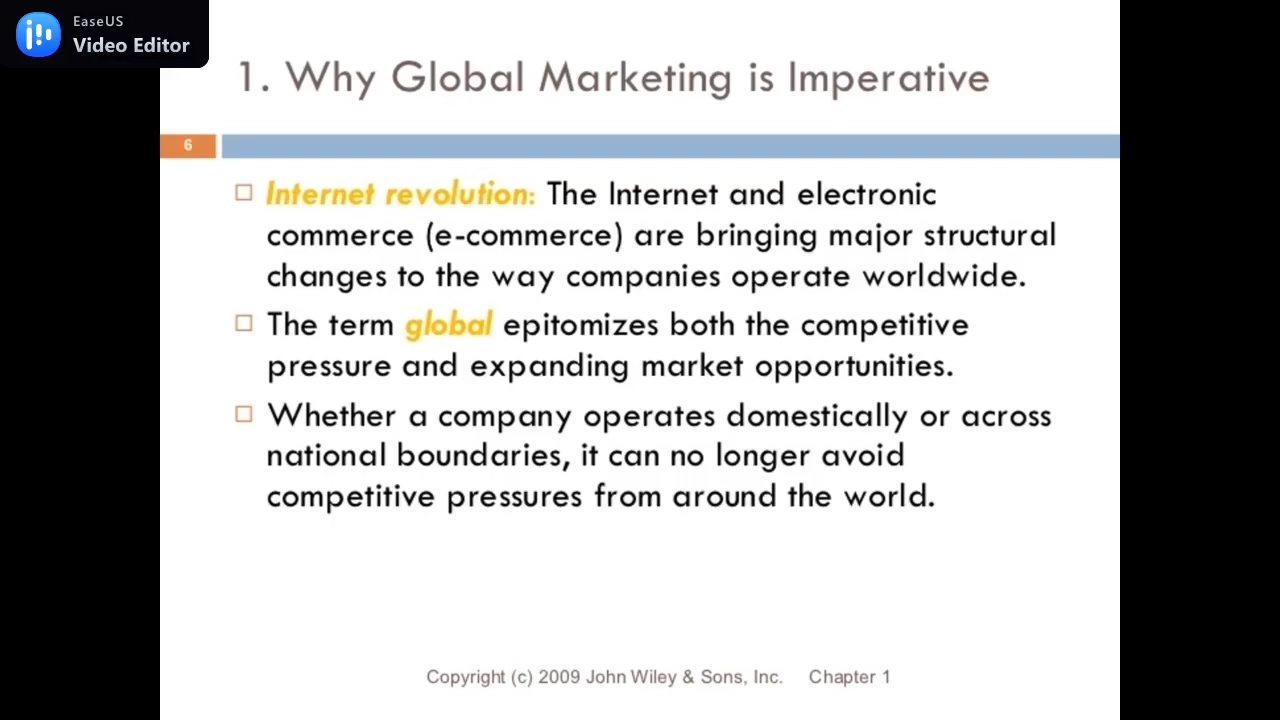 EaseUS
Video Editor
1. Why Global Marketing is Imperative
6
Internet revolution: The Internet and electronic
commerce (e-commerce) are bringing major structural
changes to the way companies operate worldwide.
The term global epitomizes both the competitive
pressure and expanding market opportunities.
Whether a company operates domestically or across
national boundaries, it can no longer avoid
competitive pressures from around the world.
Copyright (c) 2009 John Wiley & Sons, Inc. Chapter 1